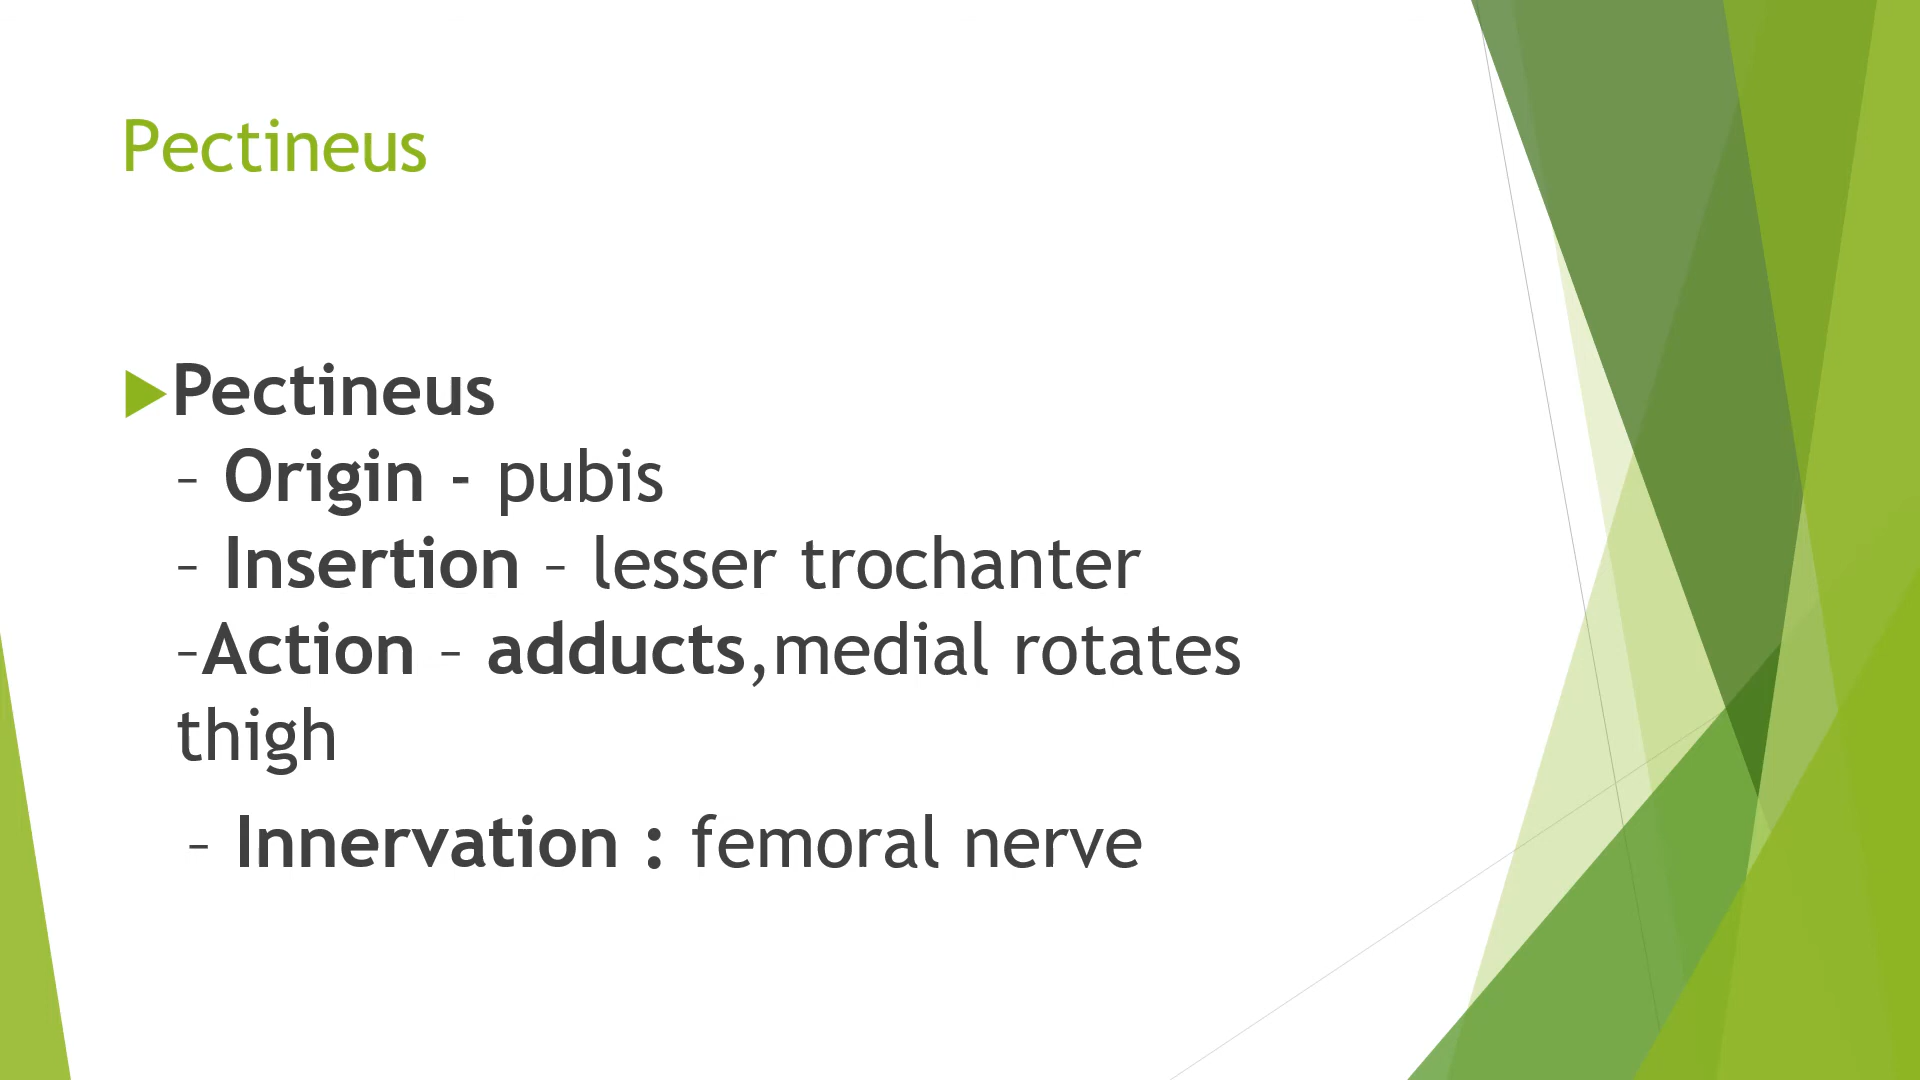 Pectineus
Pectineus
– Origin - pubis
– Insertion – lesser trochanter
–Action – adducts,medial rotates
thigh
– Innervation : femoral nerve